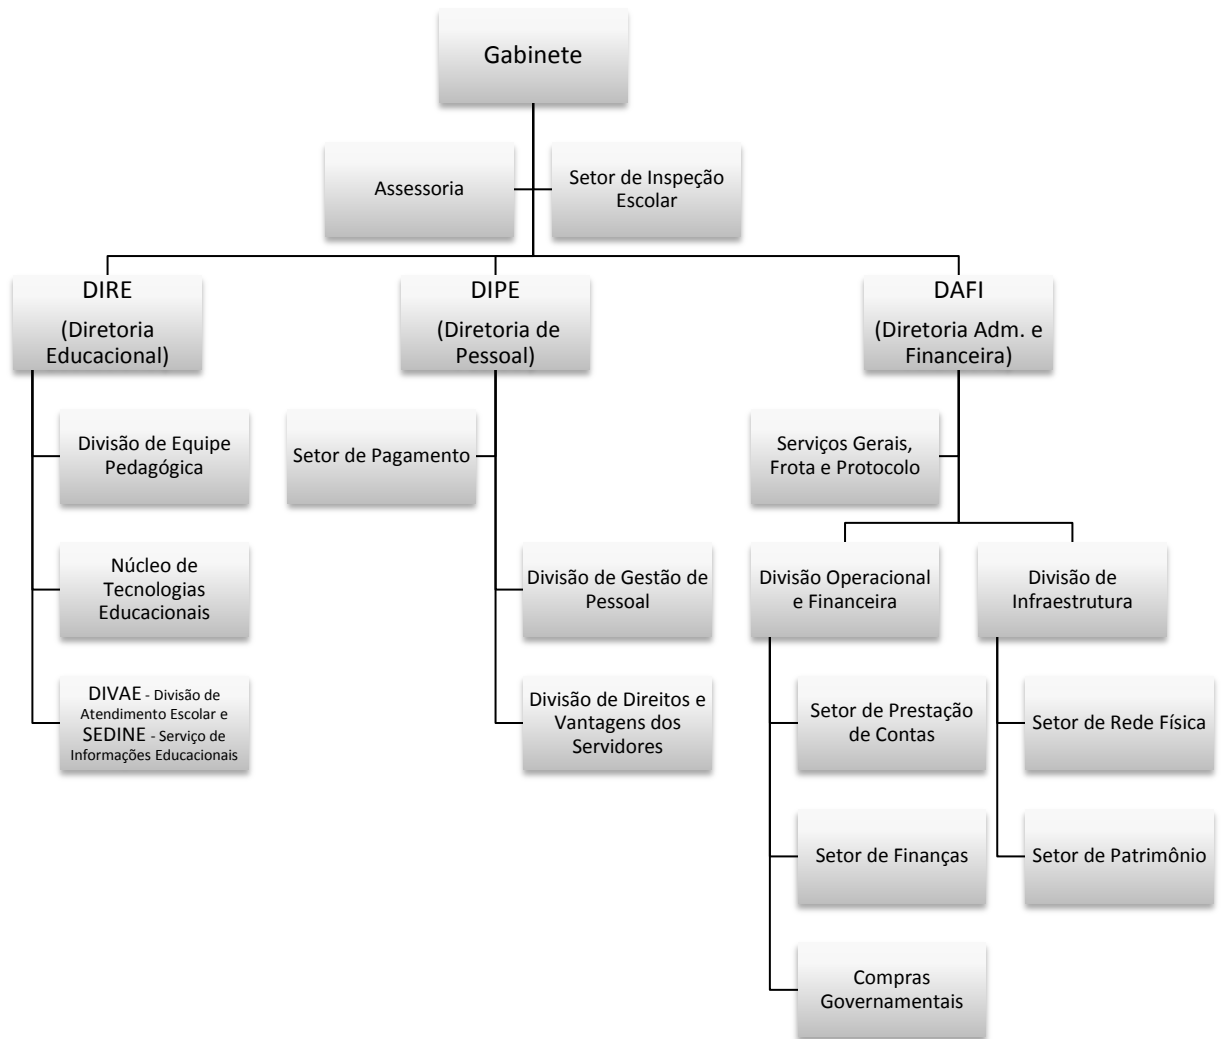 Gabinete
Assessoria
Setor de Inspeção
Escolar
DIRE
(Diretoria
Educacional)
DIPE
(Diretoria de
Pessoal)
DAFI
(Diretoria Adm. e
Financeira)
Divisão de Equipe
Pedagógica
Setor de Pagamento
Serviços Gerais,
Frota e Protocolo
Núcleo de
Tecnologias
Educacionais
Divisão de Gestão de
Pessoal
Divisão Operacional
e Financeira
Divisão de
Infraestrutura
DIVAE - Divisão de
Atendimento Escolar e
SEDINE - Serviço de
Informações Educacionais
Divisão de Direitos e
Vantagens dos
Servidores
Setor de Prestação
de Contas
Setor de Rede Física
Setor de Finanças
Setor de Patrimônio
Compras
Governamentais